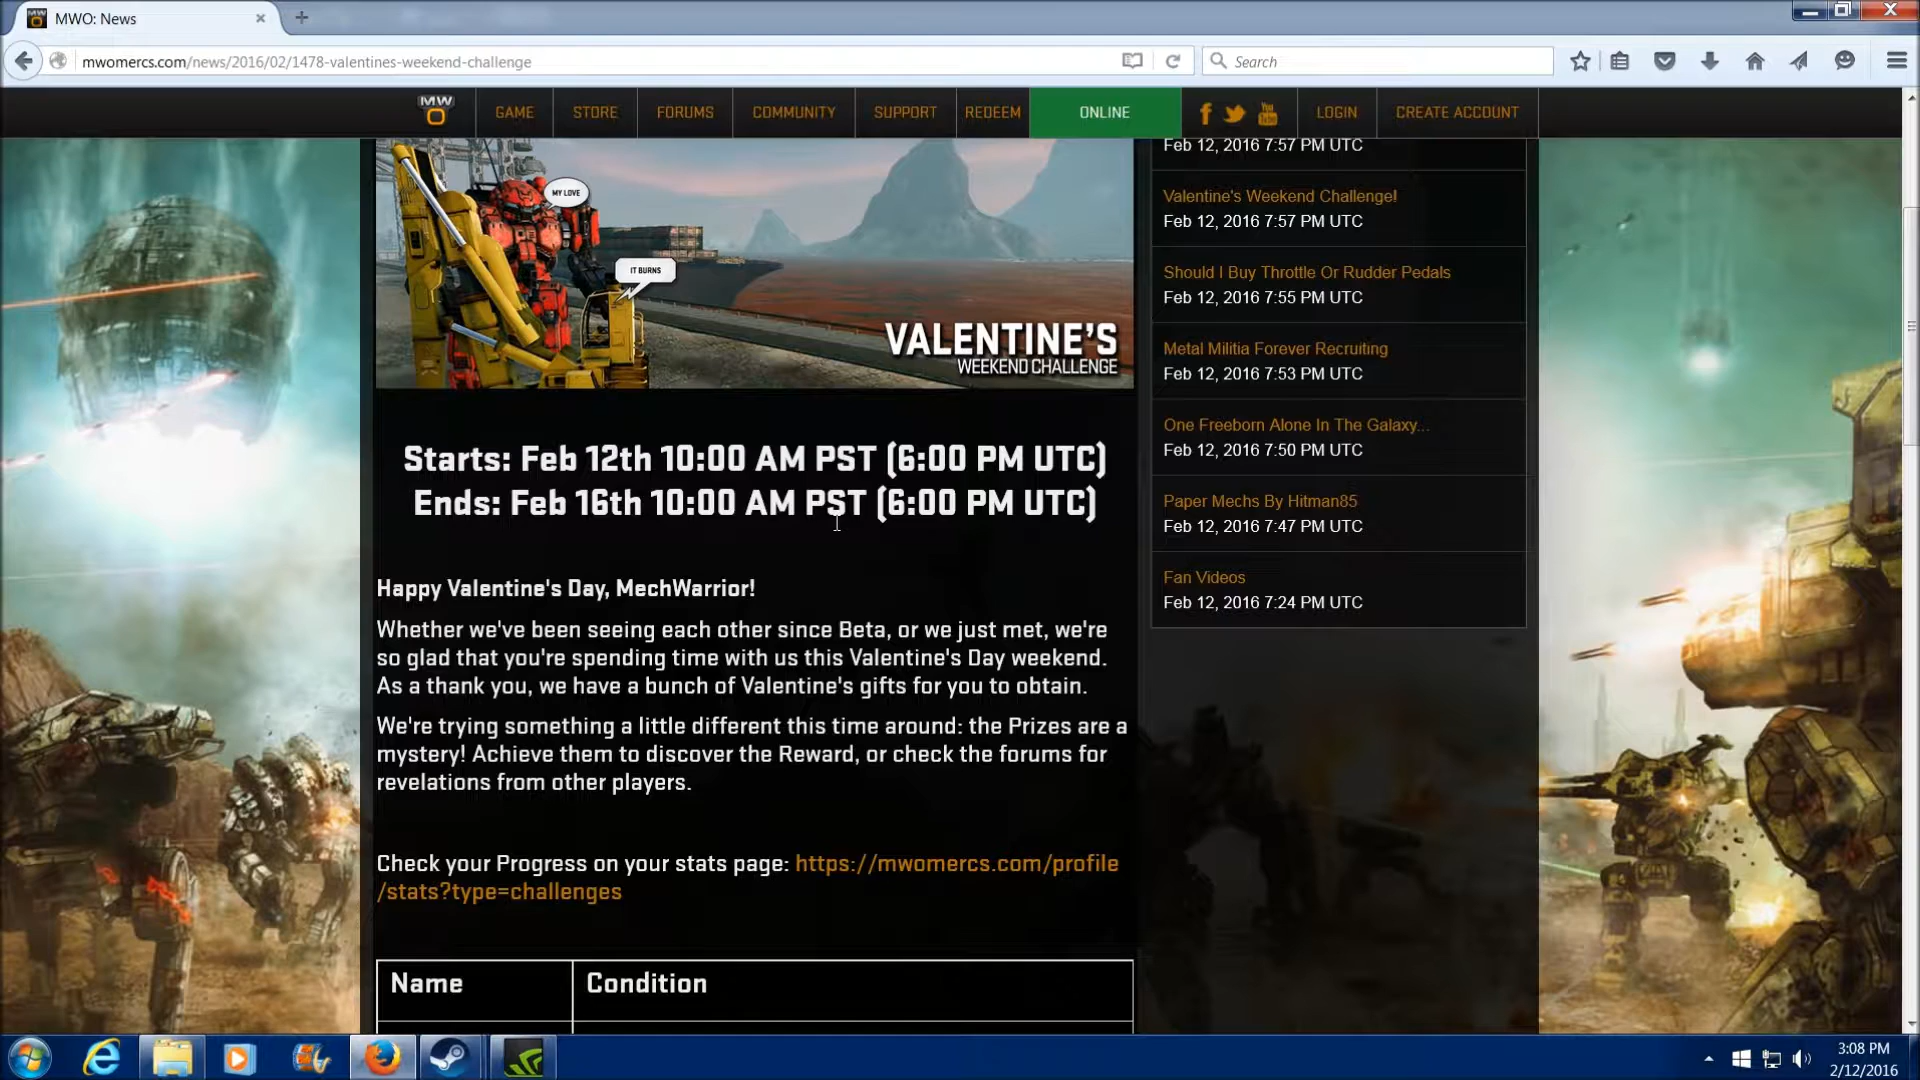 MWO: News
mwomercs.com/news/2016/02/1478-valentines-weekend-challenge
Search
MW
GAME
STORE
FORUMS
COMMUNITY
SUPPORT
REDEEM
ONLINE
LOGIN
CREATE ACCOUNT
MY LOVE
IT BURNS
VALENTINE'S
WEEKEND CHALLENGE
Starts: Feb 12th 10:00 AM PST (6:00 PM UTC)
Ends: Feb 16th 10:00 AM PST (6:00 PM UTC)
Happy Valentine's Day, MechWarrior!
Whether we've been seeing each other since Beta, or we just met, we're
so glad that you're spending time with us this Valentine's Day weekend.
As a thank you, we have a bunch of Valentine's gifts for you to obtain.
We're trying something a little different this time around: the Prizes are a
mystery! Achieve them to discover the Reward, or check the forums for
revelations from other players.
Check your Progress on your stats page: https://mwomercs.com/profile
/stats?type=challenges
Name
Condition
Feb 12, 2016 7:57 PM UTC
Valentine's Weekend Challenge!
Feb 12, 2016 7:57 PM UTC
Should I Buy Throttle Or Rudder Pedals
Feb 12, 2016 7:55 PM UTC
Metal Militia Forever Recruiting
Feb 12, 2016 7:53 PM UTC
One Freeborn Alone In The Galaxy...
Feb 12, 2016 7:50 PM UTC
Paper Mechs By Hitman85
Feb 12, 2016 7:47 PM UTC
Fan Videos
Feb 12, 2016 7:24 PM UTC
3:08 PM
2/12/2016